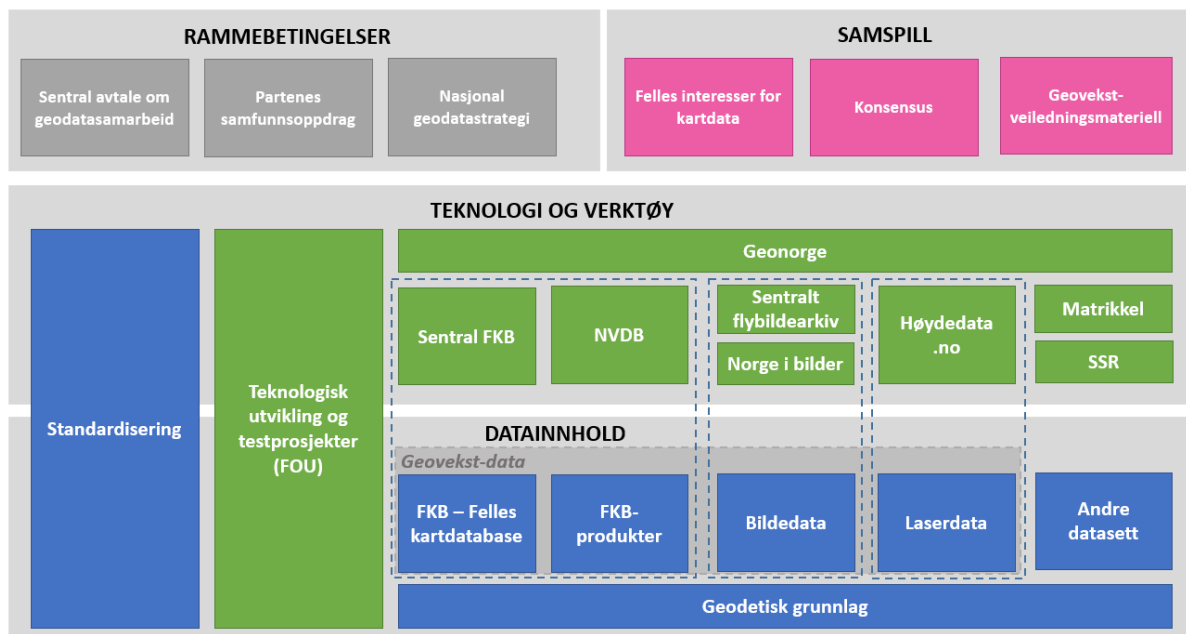 RAMMEBETINGELSER
Sentral avtale om
geodatasamarbeid
Partenes
samfunnsoppdrag
Nasjonal
geodatastrategi
SAMSPILL
Felles interesser for
kartdata
Konsensus
Geovekst-
veiledningsmateriell
TEKNOLOGI OG VERKTØY
Standardisering
Teknologisk
utvikling og
testprosjekter
(FOU)
Geonorge
Sentral FKB
NVDB
Sentralt
flybildearkiv
Norge i bilder
Høydedata
.no
Matrikkel
SSR
DATAINNHOLD
Geovekst-data
FKB – Felles
kartdatabase
FKB-
produkter
Bildedata
Laserdata
Andre
datasett
Geodetisk grunnlag